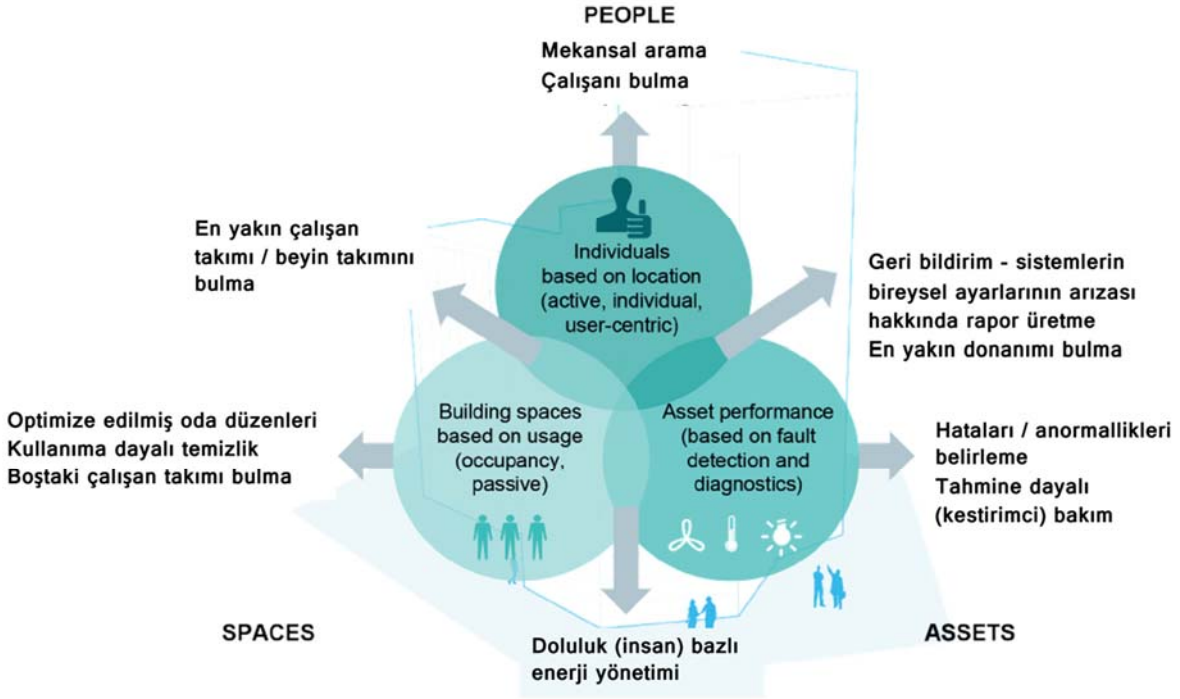 PEOPLE
Mekansal arama
Çalışanı bulma
En yakın çalışan
takımı / beyin takımını
bulma
Individuals
based on location
(active, individual,
user-centric)
Geri bildirim - sistemlerin
bireysel ayarlarının arızası
hakkında rapor üretme
En yakın donanımı bulma
Optimize edilmiş oda düzenleri
Kullanıma dayalı temizlik
Boştaki çalışan takımı bulma
Building spaces
based on usage
(occupancy,
passive)
Asset performance
(based on fault
detection and
diagnostics)
Hataları / anormallikleri
belirleme
Tahmine dayalı
(kestirimci) bakım
SPACES
Doluluk (insan) bazlı
enerji yönetimi
ASSETS